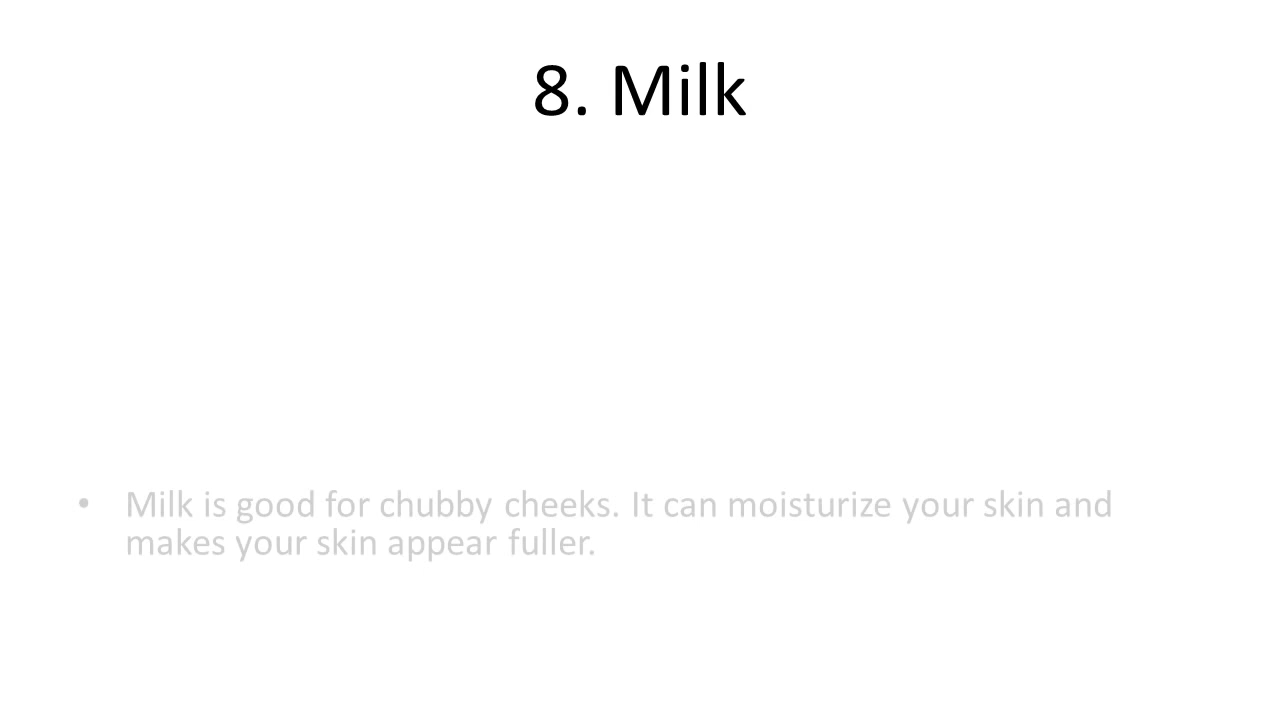 8. Milk
• Milk is good for chubby cheeks. It can moisturize your skin and
makes your skin appear fuller.